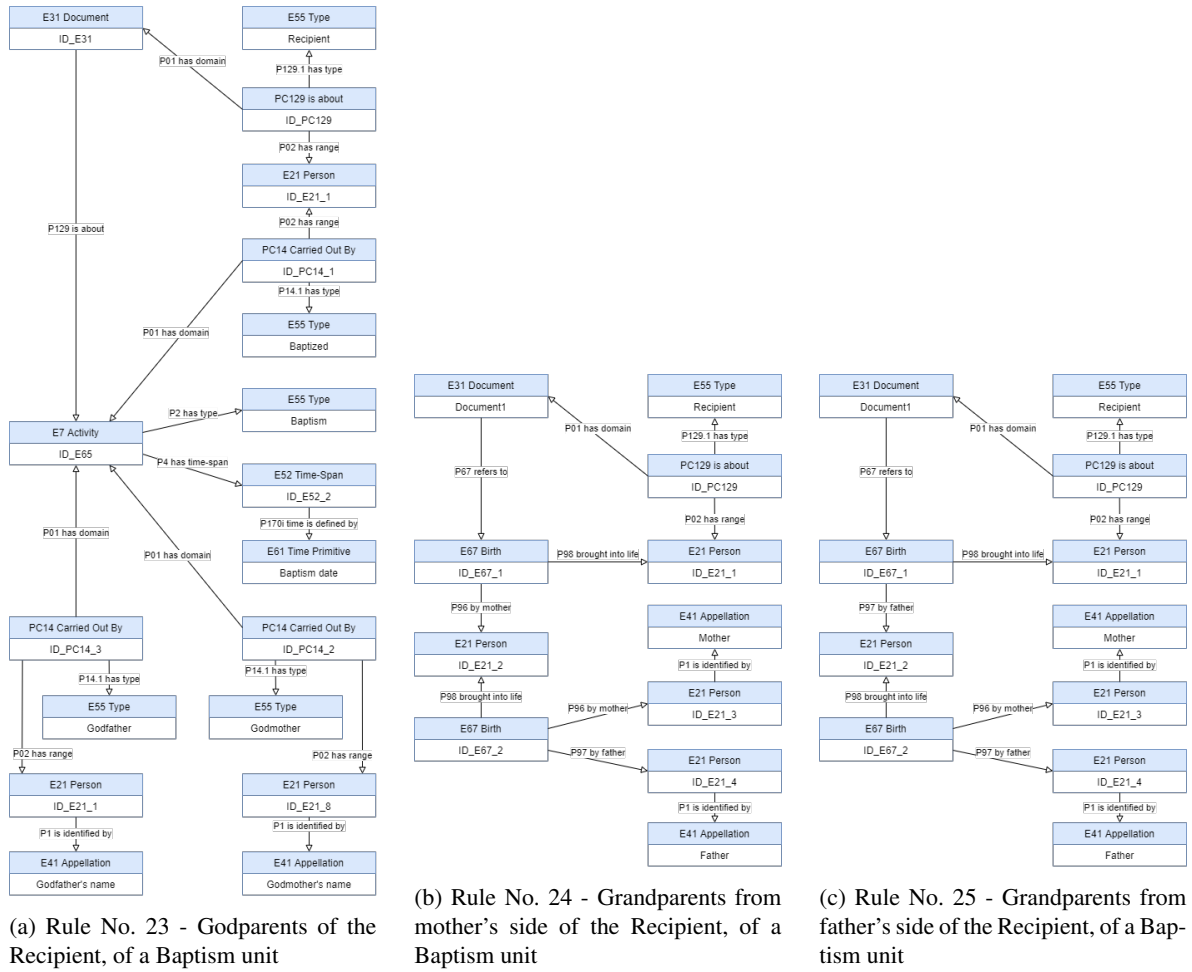 E31 Document
ID_E31
E55 Type
Recipient
P01 has domain
P129.1 has type
PC129 is about
ID_PC129
P02 has range
E21 Person
ID_E21_1
P02 has range
P129 is about
PC14 Carried Out By
ID_PC14_1
P14.1 has type
P01 has domain
E55 Type
Baptized
E55 Type
Baptism
P2 has type
E7 Activity
ID_E65
P4 has time-span
E52 Time-Span
ID_E52_2
P170i time is defined by
P01 has domain
P01 has domain
E61 Time Primitive
Baptism date
PC14 Carried Out By
ID_PC14_3
PC14 Carried Out By
ID_PC14_2
P14.1 has type
P14.1 has type
E55 Type
Godfather
E55 Type
Godmother
P02 has range
P02 has range
E21 Person
ID_E21_1
E21 Person
ID_E21_8
P1 is identified by
P1 is identified by
E41 Appellation
Godfather's name
E41 Appellation
Godmother's name
(a) Rule No. 23 - Godparents of the
Recipient, of a Baptism unit
E31 Document
Document1
E55 Type
Recipient
P01 has domain
P129.1 has type
P67 refers to
PC129 is about
ID_PC129
P02 has range
E67 Birth
ID_E67_1
P98 brought into life
E21 Person
ID_E21_1
P96 by mother
E41 Appellation
Mother
E21 Person
ID_E21_2
P1 is identified by
P98 brought into life
P96 by mother
E21 Person
ID_E21_3
E67 Birth
ID_E67_2
P97 by father
E21 Person
ID_E21_4
P1 is identified by
E41 Appellation
Father
(b) Rule No. 24 - Grandparents from
mother's side of the Recipient, of a
Baptism unit
E31 Document
Document1
E55 Type
Recipient
P01 has domain
P129.1 has type
P67 refers to
PC129 is about
ID_PC129
P02 has range
E67 Birth
ID_E67_1
P98 brought into life
E21 Person
ID_E21_1
P97 by father
E41 Appellation
Mother
E21 Person
ID_E21_2
P1 is identified by
P98 brought into life
P96 by mother
E21 Person
ID_E21_3
E67 Birth
ID_E67_2
P97 by father
E21 Person
ID_E21_4
P1 is identified by
E41 Appellation
Father
(c) Rule No. 25 - Grandparents from
father's side of the Recipient, of a Bap-
tism unit